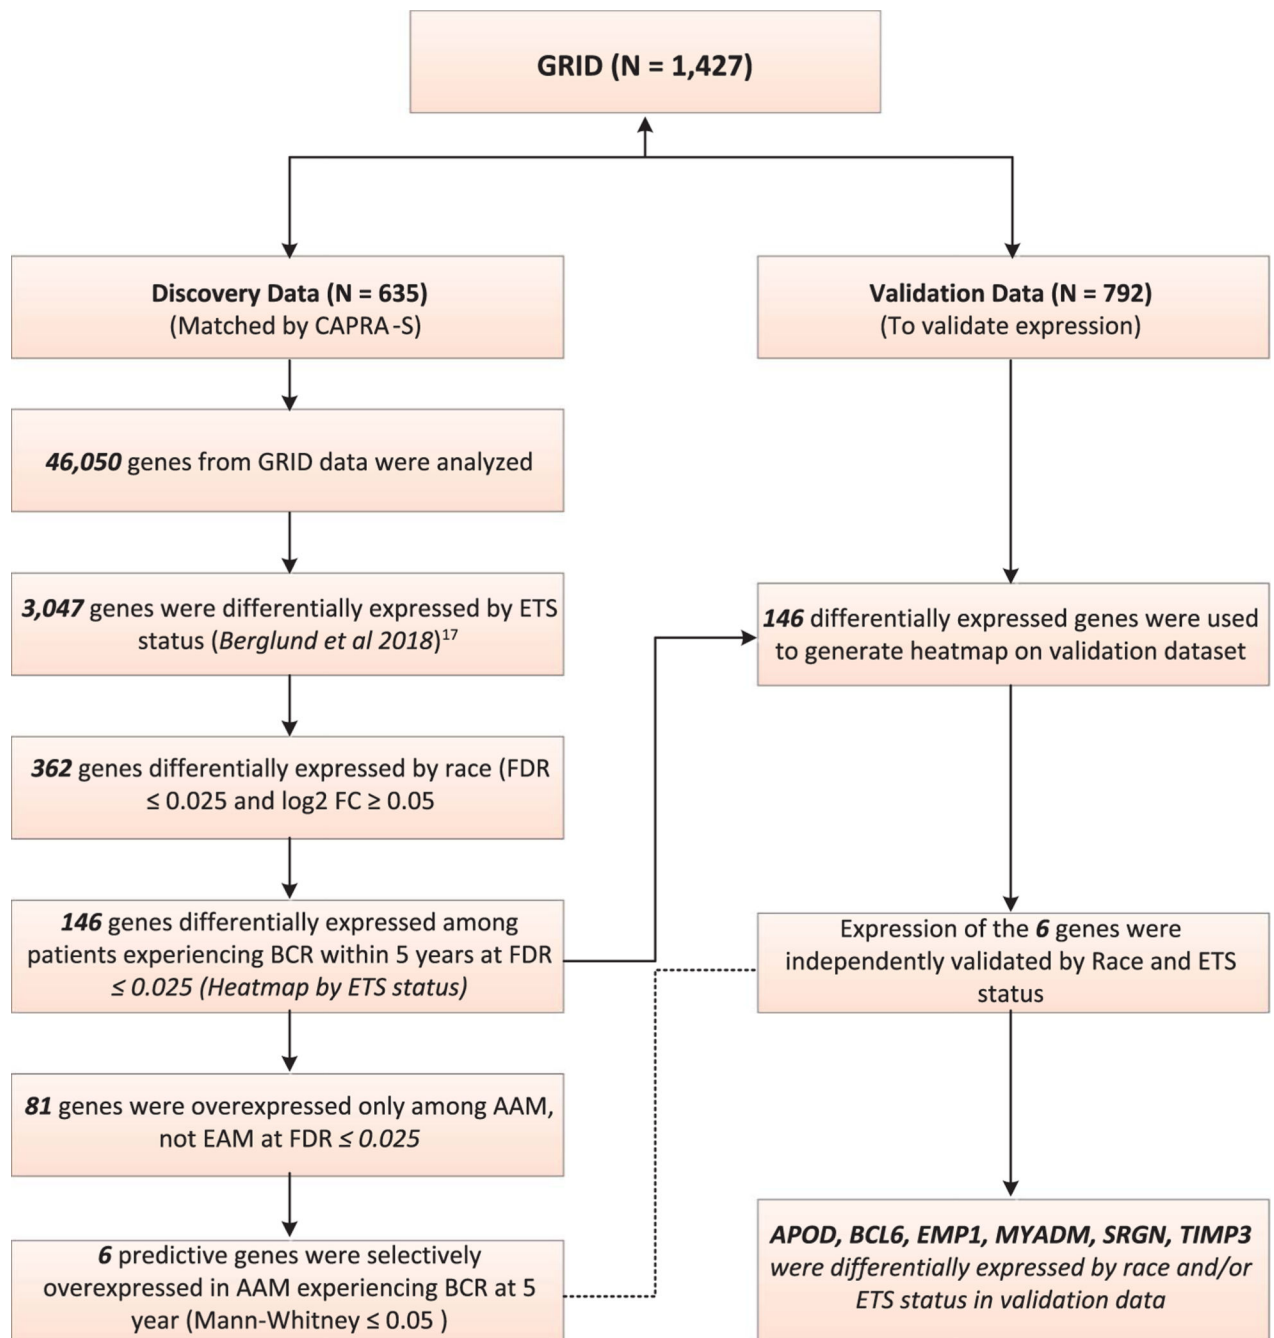 GRID (N = 1,427)
Discovery Data (N = 635)
(Matched by CAPRA-S)
46,050 genes from GRID data were analyzed
3,047 genes were differentially expressed by ETS
status (Berglund et al 2018)17
362 genes differentially expressed by race (FDR
≤ 0.025 and log2 FC ≥ 0.05
146 genes differentially expressed among
patients experiencing BCR within 5 years at FDR
≤ 0.025 (Heatmap by ETS status)
81 genes were overexpressed only among AAM,
not EAM at FDR ≤ 0.025
6 predictive genes were selectively
overexpressed in AAM experiencing BCR at 5
year (Mann-Whitney ≤ 0.05 )
Validation Data (N = 792)
(To validate expression)
146 differentially expressed genes were used
to generate heatmap on validation dataset
Expression of the 6 genes were
independently validated by Race and ETS
status
APOD, BCL6, EMP1, MYADM, SRGN, TIMP3
were differentially expressed by race and/or
ETS status in validation data